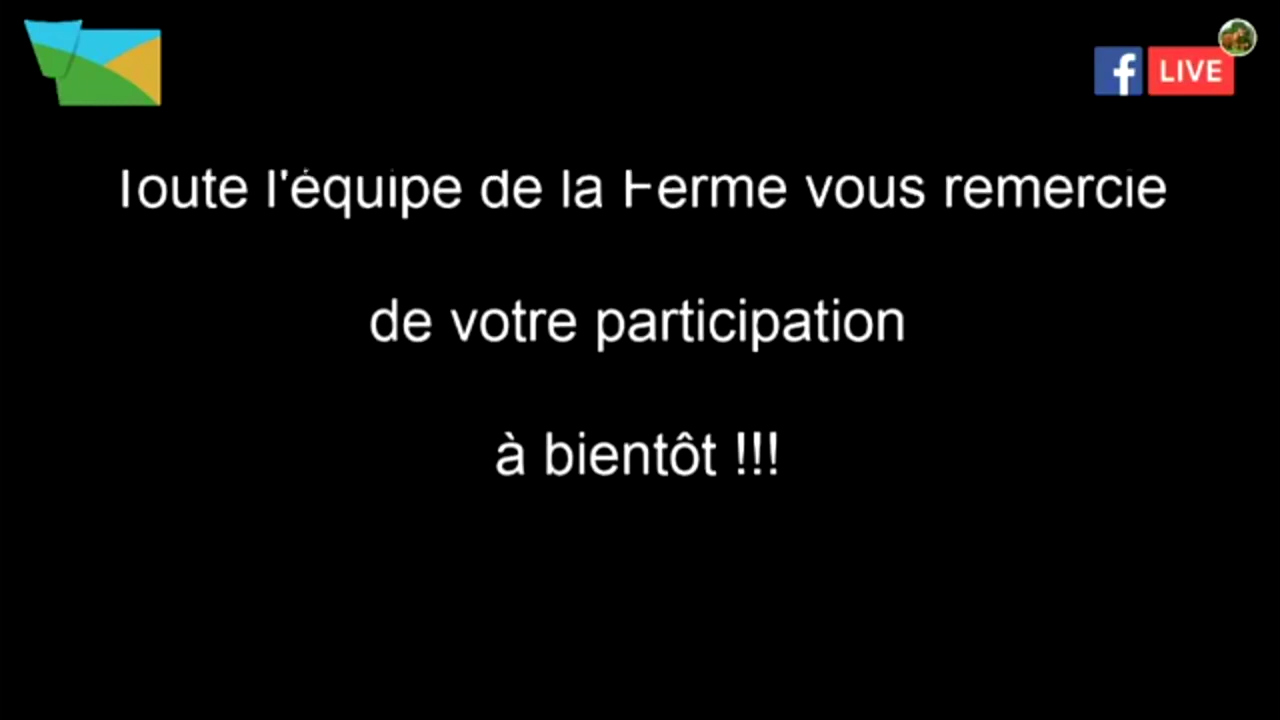 f LIVE
Toute l'équipe de la Ferme vous remercie
de votre participation
à bientôt !!!